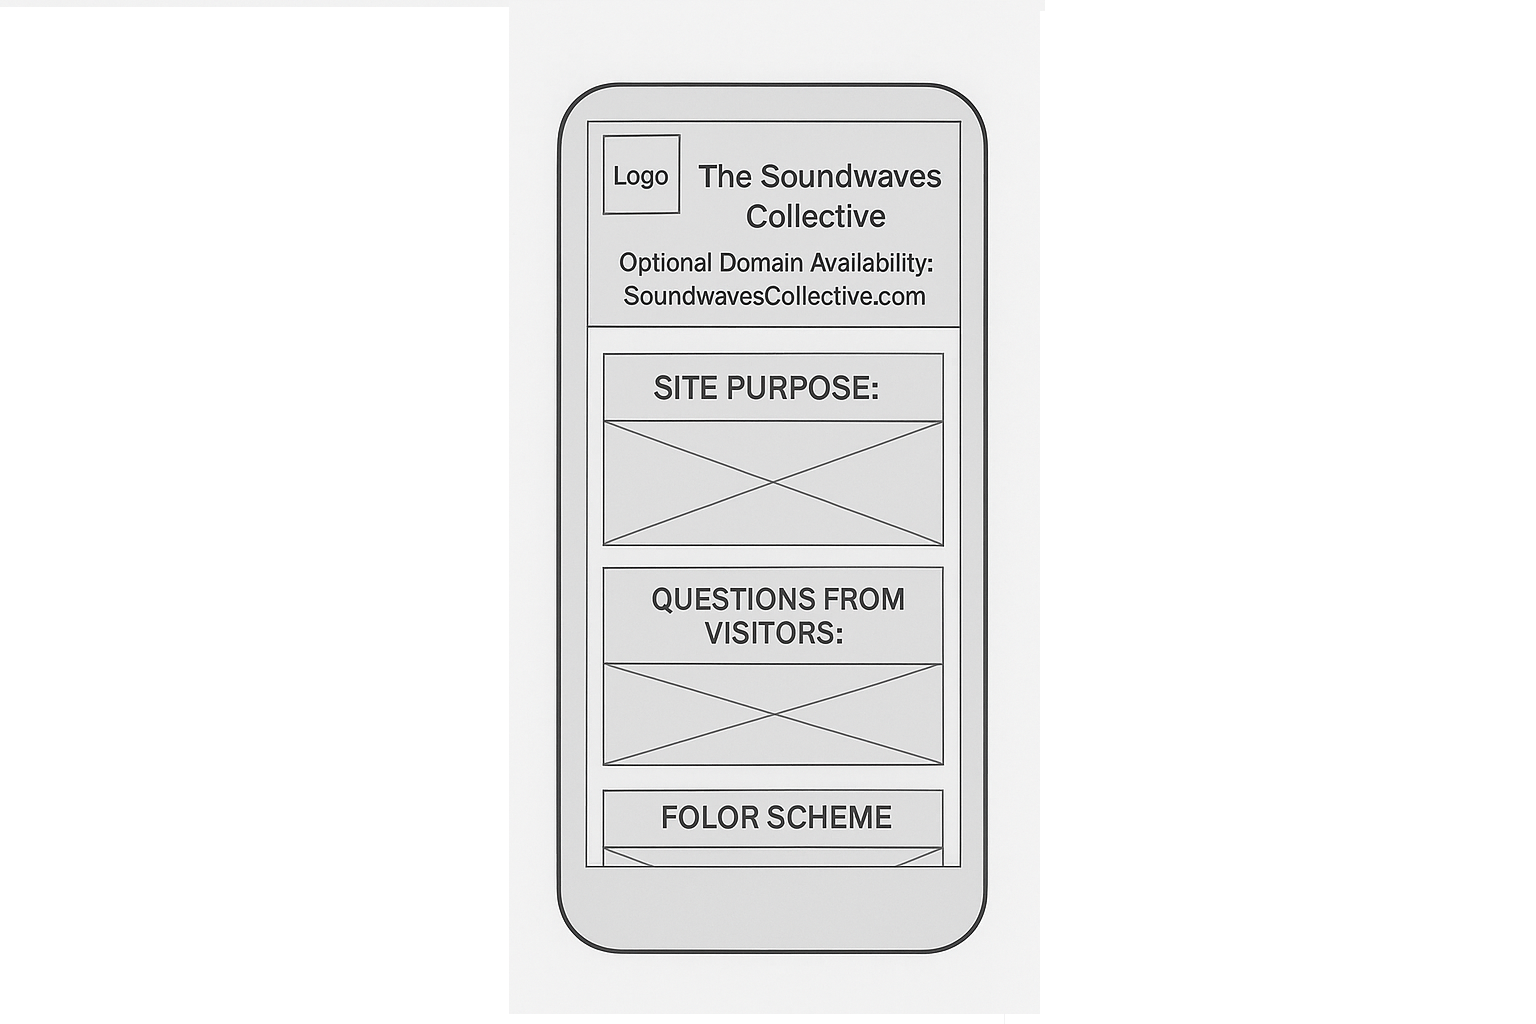 Logo
The Soundwaves
Collective
Optional Domain Availability:
SoundwavesCollective.com
SITE PURPOSE:
QUESTIONS FROM
VISITORS:
FOLOR SCHEME